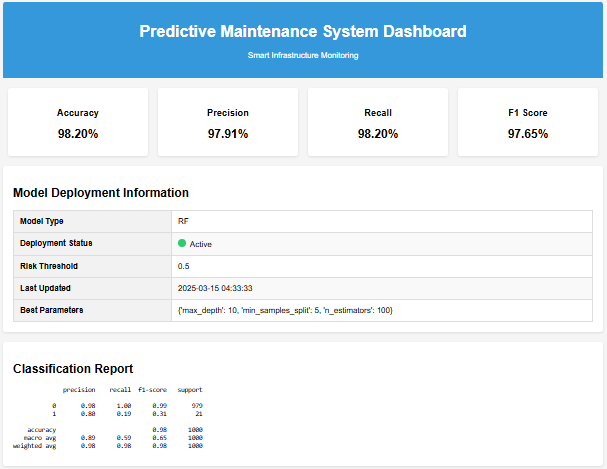 Predictive Maintenance System Dashboard
Smart Infrastructure Monitoring
Accuracy
98.20%
Precision
97.91%
Recall
98.20%
F1 Score
97.65%
Model Deployment Information
Model Type RF
Deployment Status Active
Risk Threshold 0.5
Last Updated 2025-03-15 04:33:33
Best Parameters {'max_depth': 10, 'min_samples_split': 5, 'n_estimators': 100}
Classification Report
precision recall f1-score support
0 0.98 1.00 0.99 979
1 0.80 0.19 0.31 21
accuracy 0.98 1000
macro avg 0.89 0.59 0.65 1000
weighted avg 0.98 0.98 0.98 1000